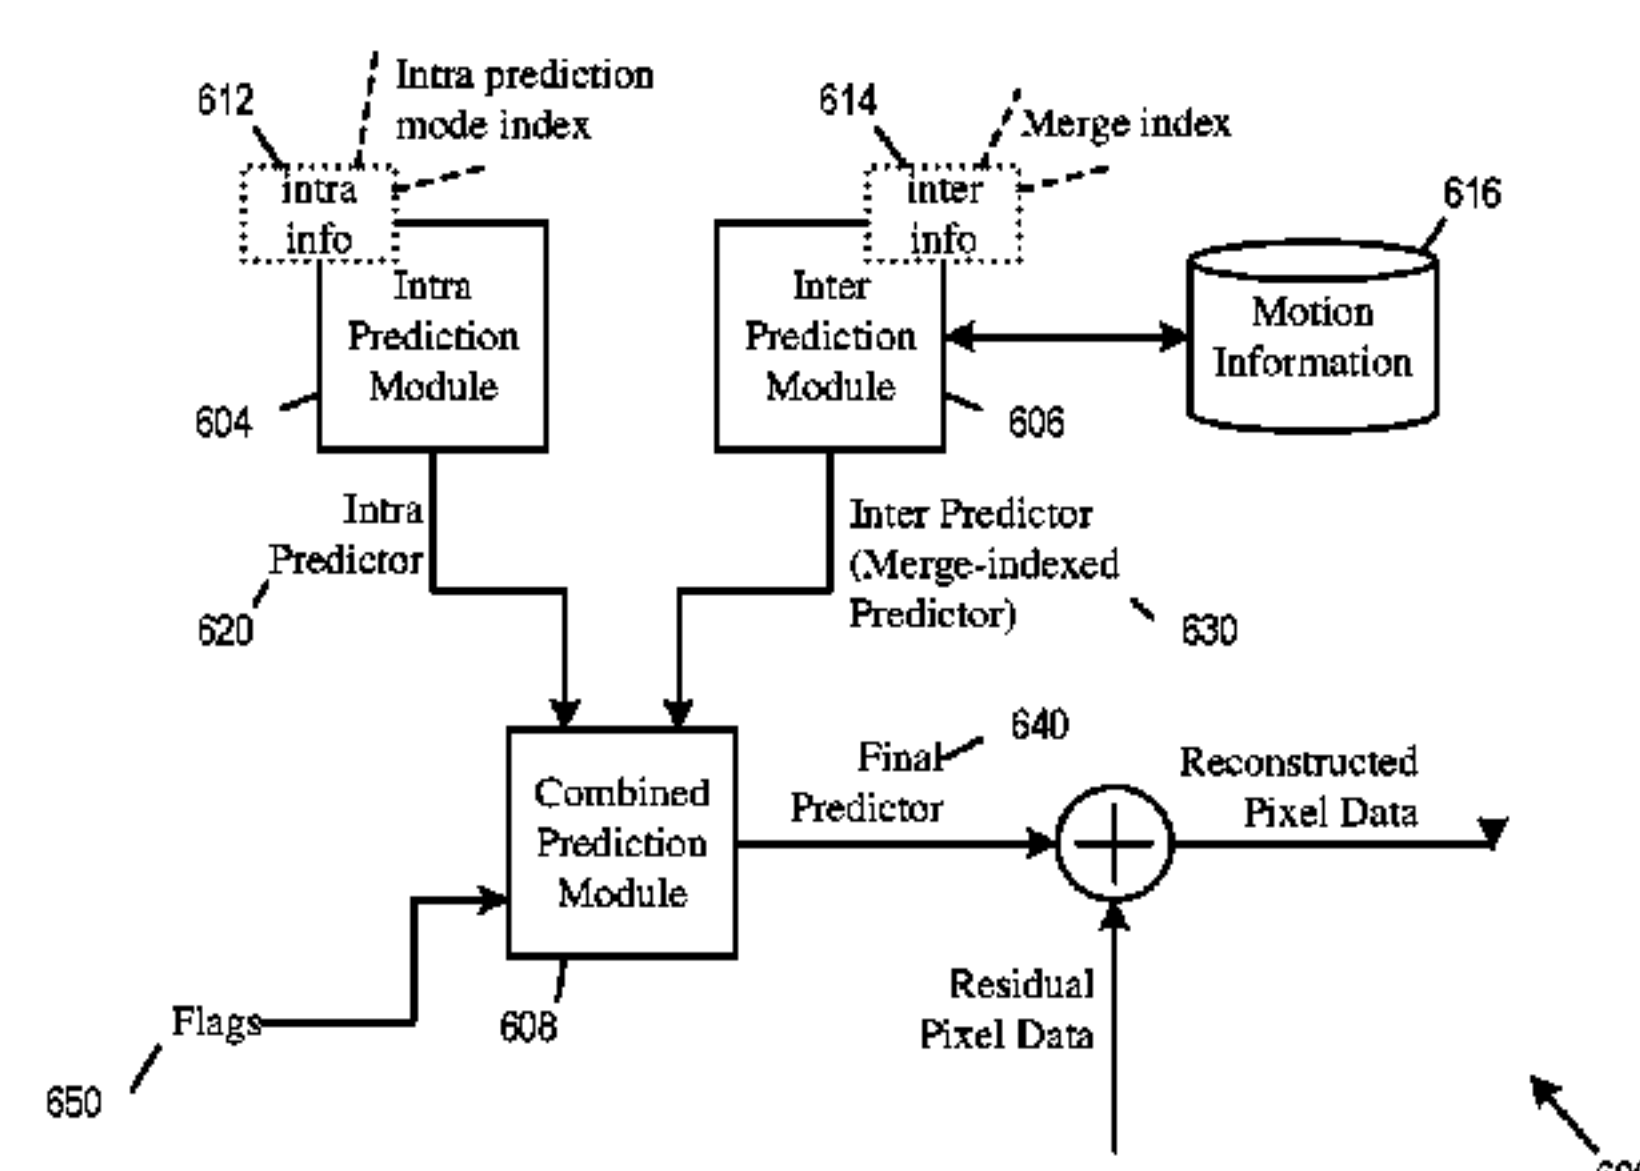 612
Intra prediction
mode index
614
Merge index
intra
info
inter
info
616
Intra
Prediction
Module
Inter
Prediction
Module
Motion
Information
604
606
Intra
Predictor
620
Inter Predictor
(Merge-indexed
Predictor)
630
Final
Predictor
640
Reconstructed
Pixel Data
Combined
Prediction
Module
Residual
Pixel Data
Flags
608
650